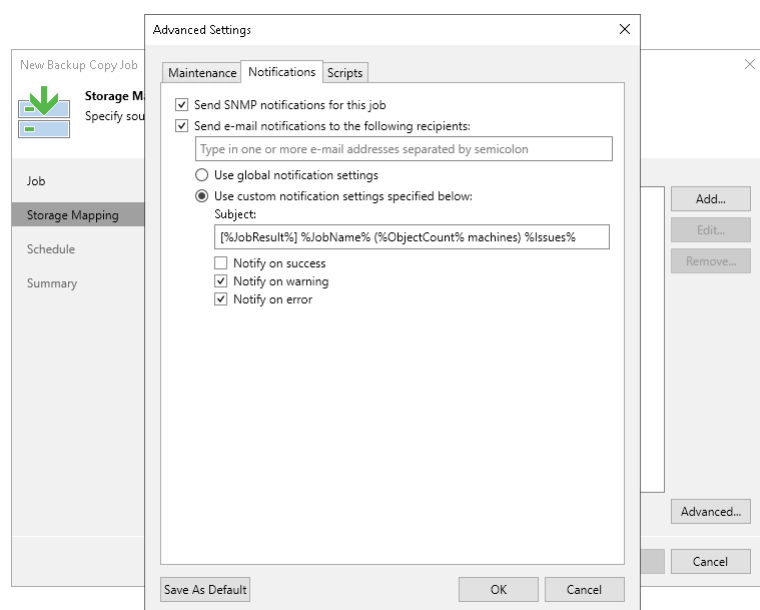 Advanced Settings
New Backup Copy Job
Maintenance Notifications Scripts
Storage M
Specify sou
Send SNMP notifications for this job
Send e-mail notifications to the following recipients:
Type in one or more e-mail addresses separated by semicolon
Use global notification settings
Use custom notification settings specified below:
Subject:
[%JobResult%] %JobName% (%ObjectCount% machines) %Issues%
Notify on success
Notify on warning
Notify on error
Job
Storage Mapping
Schedule
Summary
Add...
Edit...
Remove...
Advanced...
Cancel
Save As Default
OK
Cancel